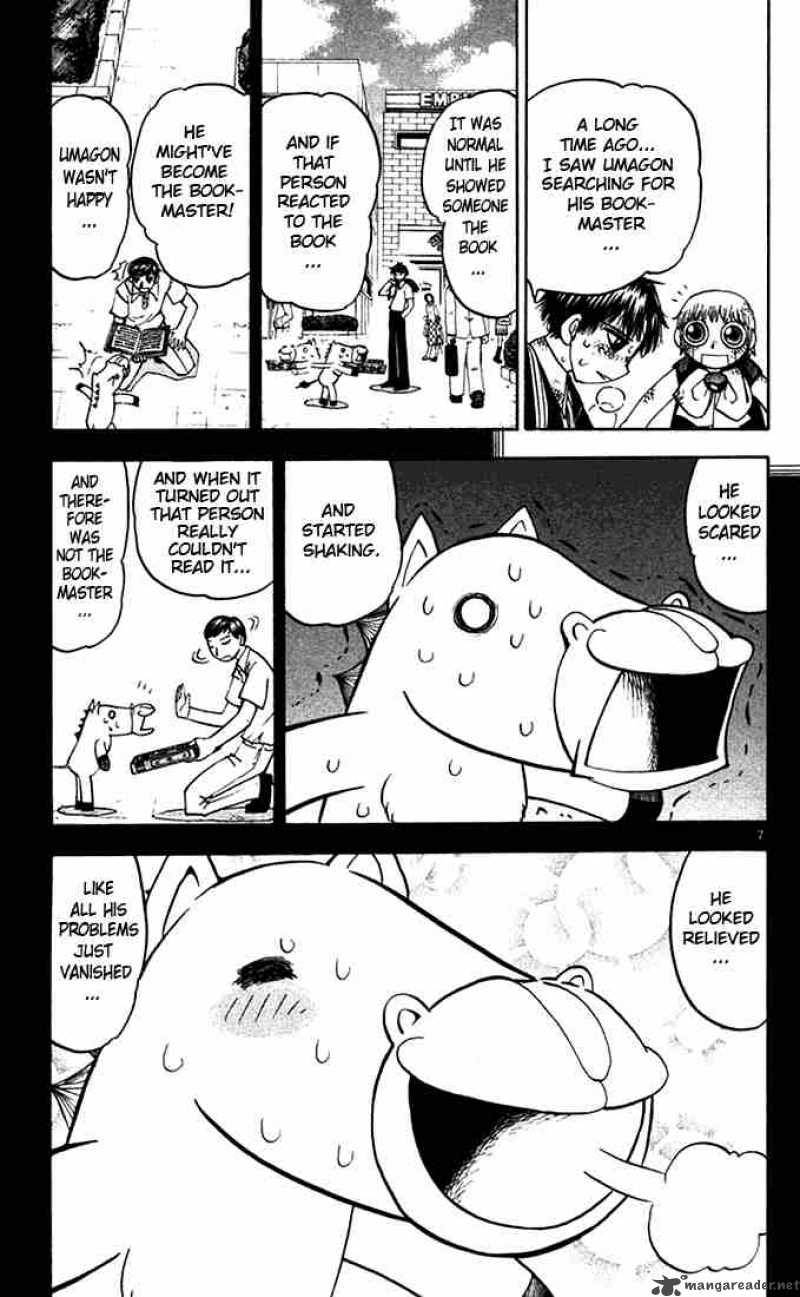 A LONG
TIME AGO...
I SAW UMAGON
SEARCHING FOR
HIS BOOK-
MASTER
...
IT WAS
NORMAL
UNTIL HE
SHOWED
SOMEONE
THE
BOOK
...
EMP
AND IF
THAT
PERSON
REACTED
TO THE
BOOK
...
HE
MIGHT'VE
BECOME
THE BOOK-
MASTER!
UMAGON
WASN'T
HAPPY
...
HE
LOOKED
SCARED
...
AND
STARTED
SHAKING.
AND WHEN IT
TURNED OUT
THAT PERSON
REALLY
COULDN'T
READ IT...
AND
THERE-
FORE
WAS
NOT THE
BOOK-
MASTER
...
7
HE
LOOKED
RELIEVED
...
LIKE
ALL HIS
PROBLEMS
JUST
VANISHED
...
mangareader.net